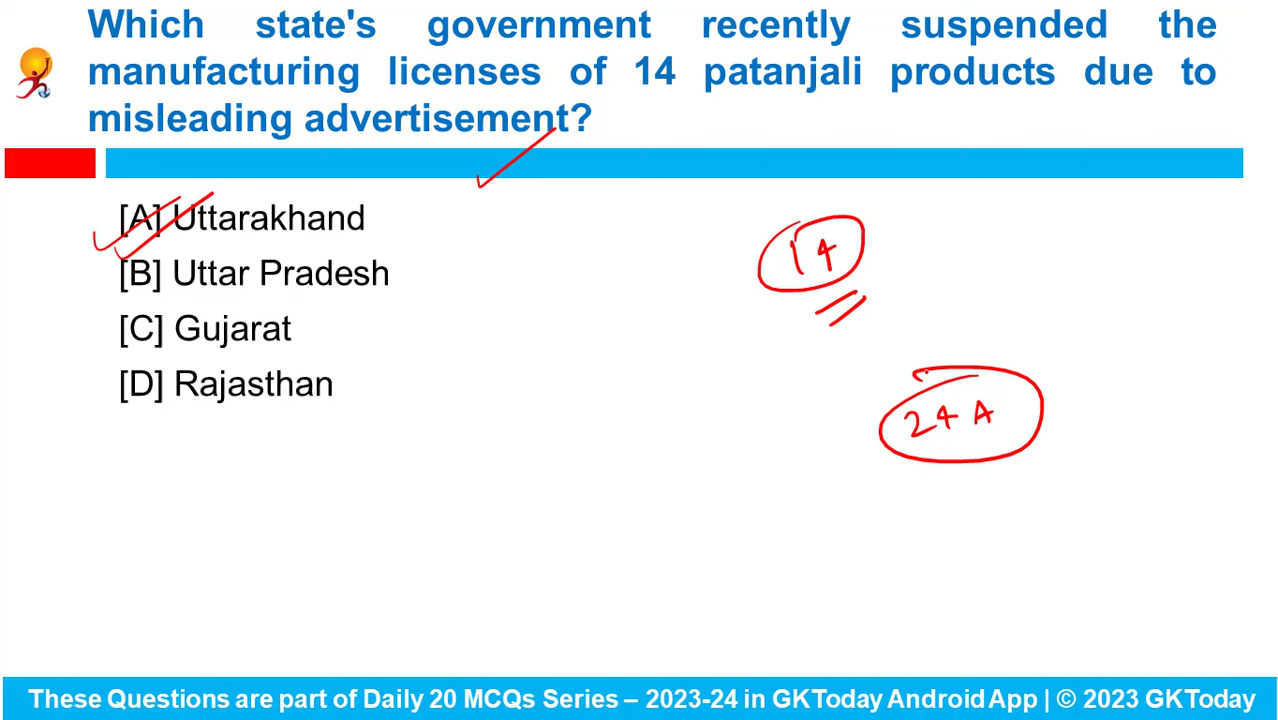 Which state's government recently suspended the
manufacturing licenses of 14 patanjali products due to
misleading advertisement?
[A] Uttarakhand
[B] Uttar Pradesh
[C] Gujarat
[D] Rajasthan
14
24 A
These Questions are part of Daily 20 MCQs Series – 2023-24 in GKToday Android App | © 2023 GKToday